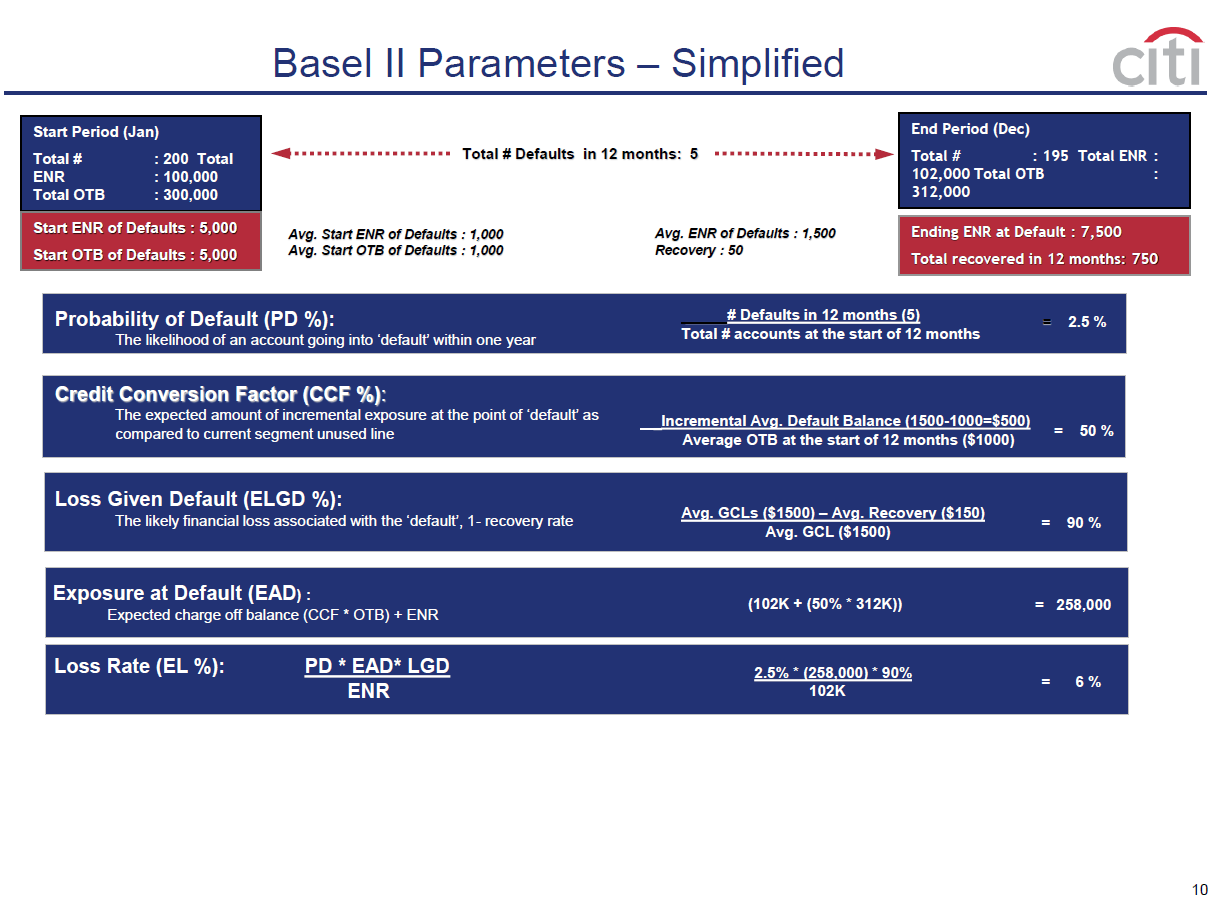 Basel II Parameters – Simplified
citi
Start Period (Jan)
Total # : 200 Total
ENR : 100,000
Total OTB : 300,000
Start ENR of Defaults : 5,000
Start OTB of Defaults : 5,000
Total # Defaults in 12 months: 5
Avg. Start ENR of Defaults : 1,000
Avg. Start OTB of Defaults : 1,000
Avg. ENR of Defaults : 1,500
Recovery : 50
End Period (Dec)
Total # : 195 Total ENR :
102,000 Total OTB :
312,000
Ending ENR at Default : 7,500
Total recovered in 12 months: 750
Probability of Default (PD %):
The likelihood of an account going into ‘default’ within one year
# Defaults in 12 months (5)
Total # accounts at the start of 12 months
= 2.5 %
Credit Conversion Factor (CCF %):
The expected amount of incremental exposure at the point of ‘default’ as
compared to current segment unused line
Incremental Avg. Default Balance (1500-1000=$500)
Average OTB at the start of 12 months ($1000)
= 50 %
Loss Given Default (ELGD %):
The likely financial loss associated with the ‘default’, 1- recovery rate
Avg. GCLs ($1500) – Avg. Recovery ($150)
Avg. GCL ($1500)
= 90 %
Exposure at Default (EAD) :
Expected charge off balance (CCF * OTB) + ENR
(102K + (50% * 312K))
= 258,000
Loss Rate (EL %):
PD * EAD* LGD
ENR
2.5% * (258,000) * 90%
102K
= 6 %
10